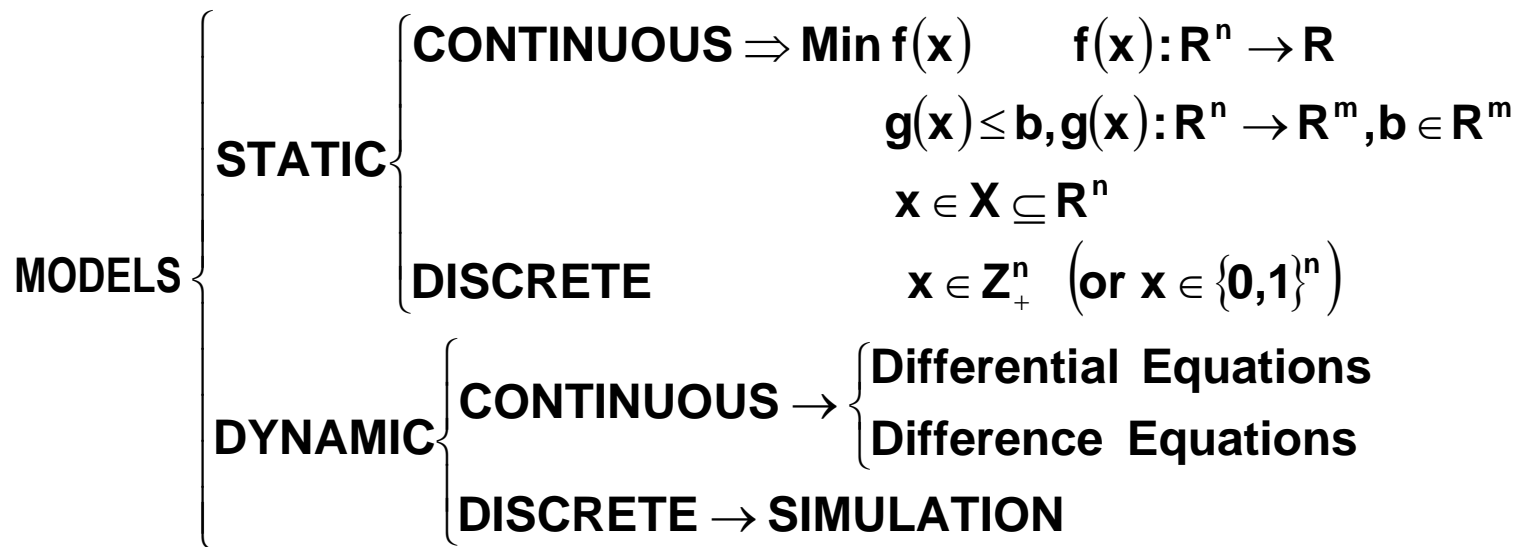 CONTINUOUS ⇒ Min f(x) f(x): Rⁿ → R
g(x) ≤ b, g(x): Rⁿ → Rᵐ, b ∈ Rᵐ
STATIC
x ∈ X ⊆ Rⁿ
MODELS
DISCRETE x ∈ Z₊ⁿ (or x ∈ {0,1}ⁿ)
Differential Equations
CONTINUOUS →
DYNAMIC
Difference Equations
DISCRETE → SIMULATION